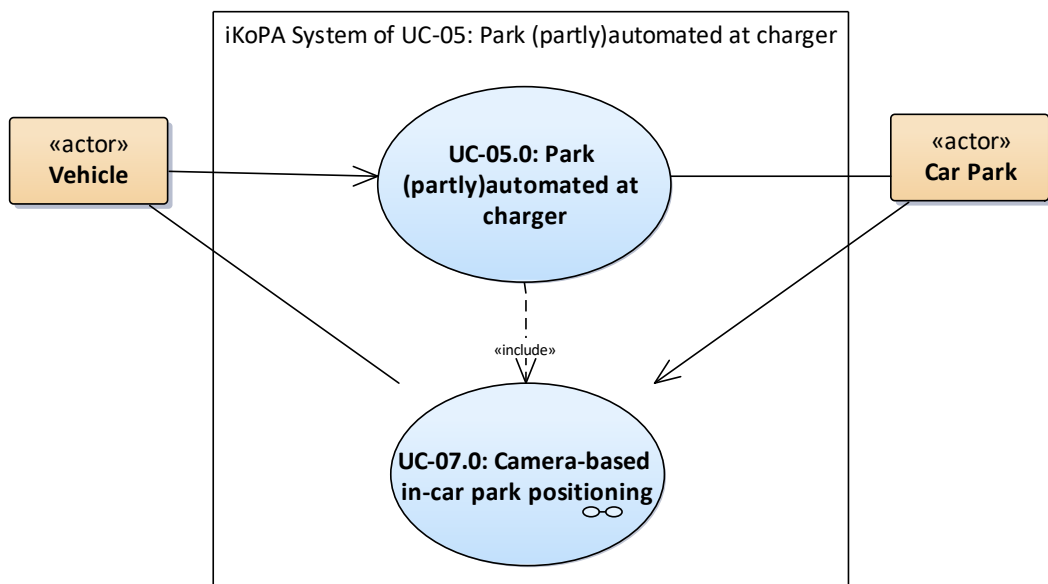 iKoPA System of UC-05: Park (partly)automated at charger
«actor»
Vehicle
UC-05.0: Park
(partly)automated at
charger
«actor»
Car Park
«include»
UC-07.0: Camera-based
in-car park positioning